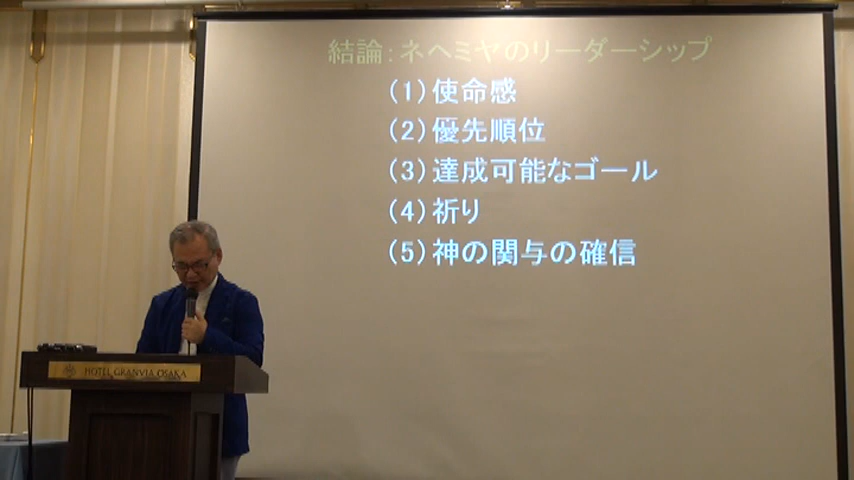 結論：ネヘミヤのリーダーシップ
（１）使命感
（２）優先順位
（３）達成可能なゴール
（４）祈り
（５）神の関与の確信
HOTEL GRANVIA OSAKA